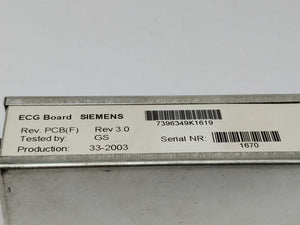 ECG Board SIEMENS
7396349K1619
Rev. PCB(F) Rev 3.0
Tested by: GS
Serial NR:
1670
Production: 33-2003